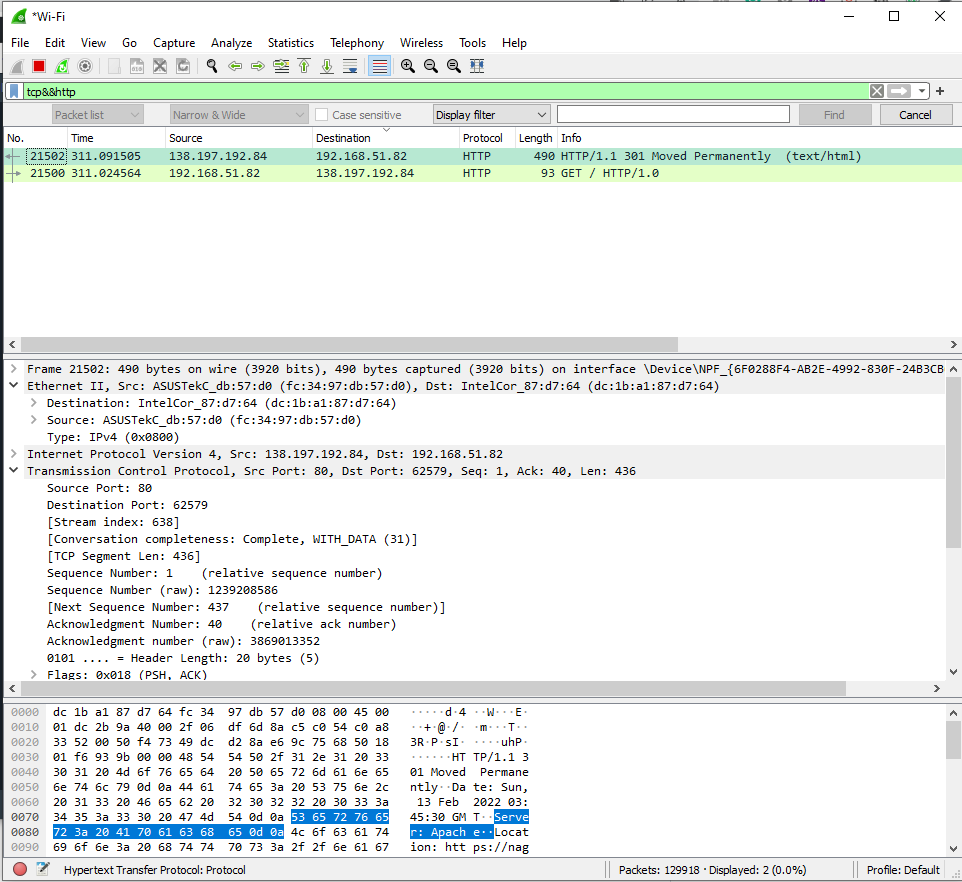 *Wi-Fi
File Edit View Go Capture Analyze Statistics Telephony Wireless Tools Help
tcp&&http
Packet list Narrow & Wide Case sensitive Display filter Find Cancel
No. Time Source Destination Protocol Length Info
21502 311.091505 138.197.192.84 192.168.51.82 HTTP 490 HTTP/1.1 301 Moved Permanently (text/html)
21500 311.024564 192.168.51.82 138.197.192.84 HTTP 93 GET / HTTP/1.0
Frame 21502: 490 bytes on wire (3920 bits), 490 bytes captured (3920 bits) on interface \Device\NPF_{6F0288F4-AB2E-4992-830F-24B3CB
Ethernet II, Src: ASUSTekC_db:57:d0 (fc:34:97:db:57:d0), Dst: IntelCor_87:d7:64 (dc:1b:a1:87:d7:64)
Destination: IntelCor_87:d7:64 (dc:1b:a1:87:d7:64)
Source: ASUSTekC_db:57:d0 (fc:34:97:db:57:d0)
Type: IPv4 (0x0800)
Internet Protocol Version 4, Src: 138.197.192.84, Dst: 192.168.51.82
Transmission Control Protocol, Src Port: 80, Dst Port: 62579, Seq: 1, Ack: 40, Len: 436
Source Port: 80
Destination Port: 62579
[Stream index: 638]
[Conversation completeness: Complete, WITH_DATA (31)]
[TCP Segment Len: 436]
Sequence Number: 1 (relative sequence number)
Sequence Number (raw): 1239208586
[Next Sequence Number: 437 (relative sequence number)]
Acknowledgment Number: 40 (relative ack number)
Acknowledgment number (raw): 3869013352
0101 .... = Header Length: 20 bytes (5)
Flags: 0x018 (PSH, ACK)
0000 dc 1b a1 87 d7 64 fc 34 97 db 57 d0 08 00 45 00 ·····d·4 ··W···E·
0010 01 dc 2b 9a 40 00 2f 06 df 6d 8a c5 c0 54 c0 a8 ··+·@·/· ·m···T··
0020 33 52 00 50 f4 73 49 dc d2 8a e6 9c 75 68 50 18 3R·P·sI· ····uhP·
0030 01 f6 93 9b 00 00 48 54 54 50 2f 31 2e 31 20 33 ······HT TP/1.1 3
0040 30 31 20 4d 6f 76 65 64 20 50 65 72 6d 61 6e 65 01 Moved Permane
0050 6e 74 6c 79 0d 0a 44 61 74 65 3a 20 53 75 6e 2c ntly··Da te: Sun,
0060 20 31 33 20 46 65 62 20 32 30 32 32 20 30 33 3a 13 Feb 2022 03:
0070 34 35 3a 33 30 20 47 4d 54 0d 0a 53 65 72 76 65 45:30 GM T··Serve
0080 72 3a 20 41 70 61 63 68 65 0d 0a 4c 6f 63 61 74 r: Apach e··Locat
0090 69 6f 6e 3a 20 68 74 74 70 73 3a 2f 2f 6e 61 67 ion: htt ps://nag
Hypertext Transfer Protocol: Protocol Packets: 129918 · Displayed: 2 (0.0%) Profile: Default